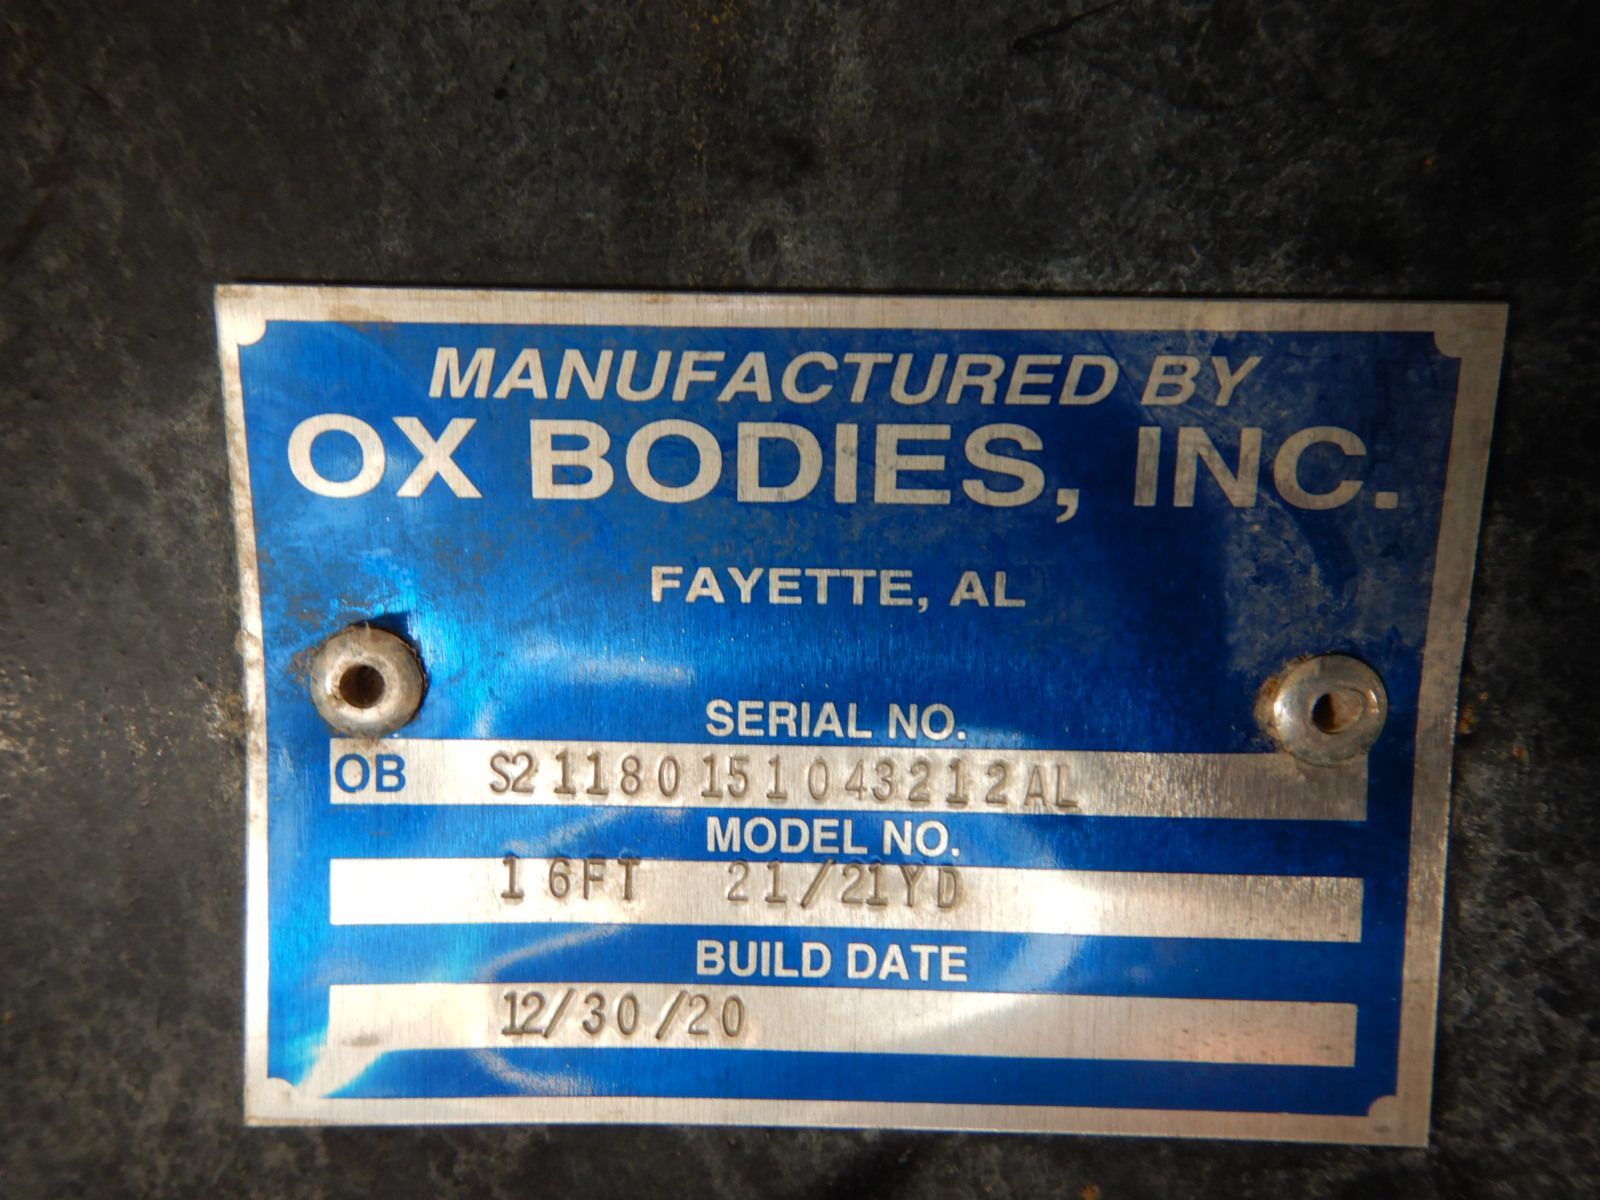 MANUFACTURED BY
OX BODIES, INC.
FAYETTE, AL
SERIAL NO.
OB S21180151043212AL
MODEL NO.
16FT 21/21YD
BUILD DATE
12/30/20